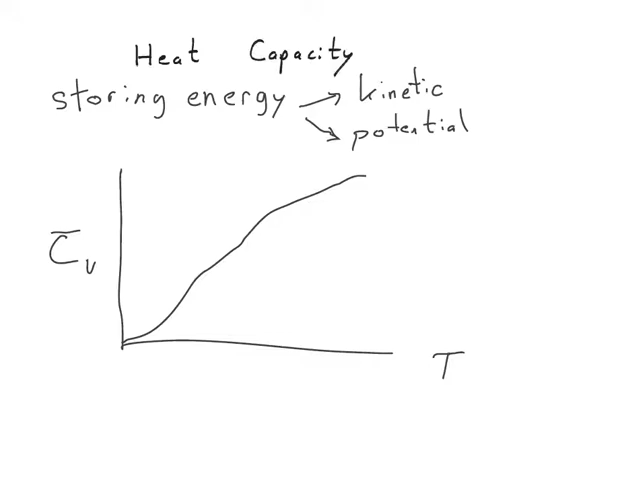 Heat Capacity
storing energy → kinetic
↘ potential
C̅ᵥ
T